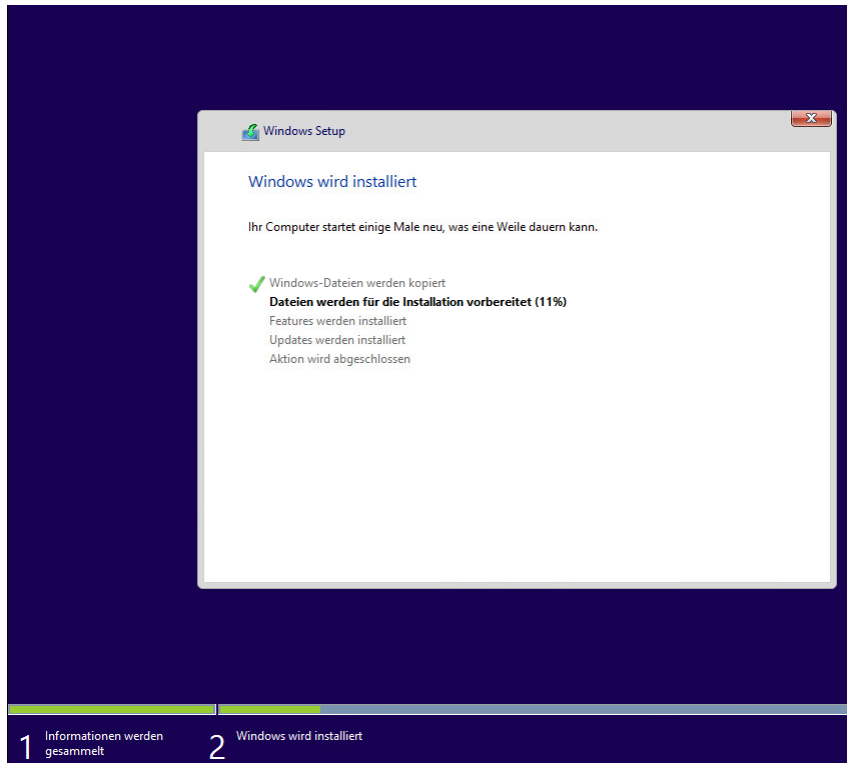 Windows Setup
Windows wird installiert
Ihr Computer startet einige Male neu, was eine Weile dauern kann.
Windows-Dateien werden kopiert
Dateien werden für die Installation vorbereitet (11%)
Features werden installiert
Updates werden installiert
Aktion wird abgeschlossen
1 Informationen werden
gesammelt
2 Windows wird installiert